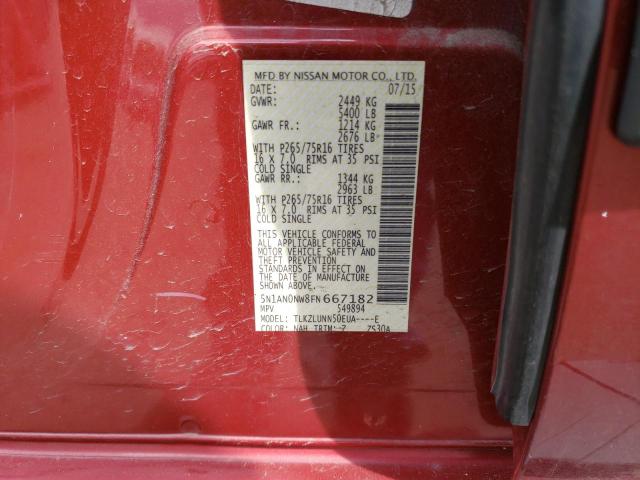 MFD BY NISSAN MOTOR CO., LTD.
DATE: 07/15
GVWR: 2449 KG
5400 LB
GAWR FR.: 1214 KG
2676 LB
WITH P265/75R16 TIRES
16 X 7.0 RIMS AT 35 PSI
COLD SINGLE
GAWR RR.: 1344 KG
2963 LB
WITH P265/75R16 TIRES
16 X 7.0 RIMS AT 35 PSI
COLD SINGLE
THIS VEHICLE CONFORMS TO
ALL APPLICABLE FEDERAL
MOTOR VEHICLE SAFETY AND
THEFT PREVENTION
STANDARDS IN EFFECT ON
THE DATE OF MANUFACTURE
SHOWN ABOVE.
5N1AN0NW8FN667182
MPV 549894
MODEL: TLKZLUNN50EUA----E
COLOR: NAH TRIM: Z ZS30A